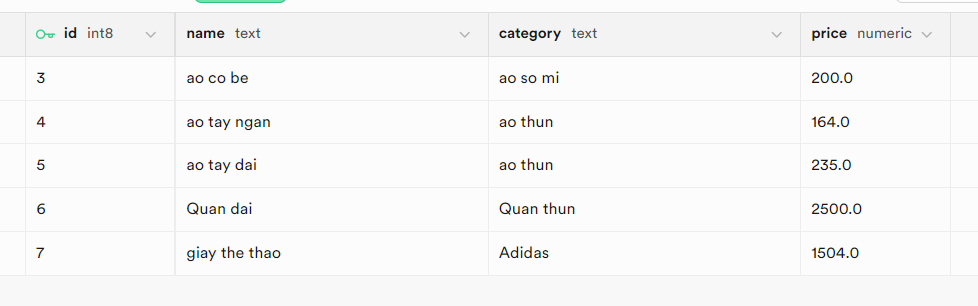 id int8 name text category text price numeric
3 ao co be ao so mi 200.0
4 ao tay ngan ao thun 164.0
5 ao tay dai ao thun 235.0
6 Quan dai Quan thun 2500.0
7 giay the thao Adidas 1504.0